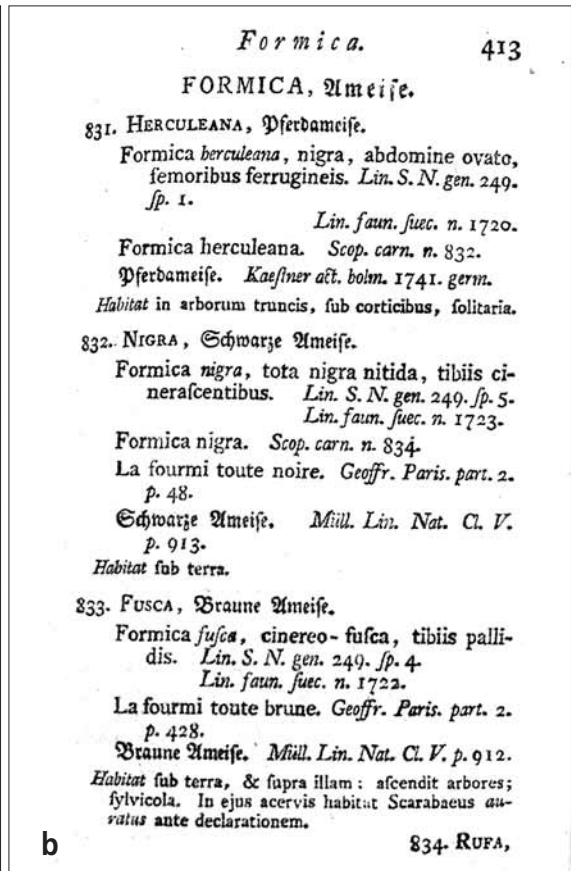 Formica. 413
FORMICA, Ameiſe.
831. HERCULEANA, Pferdameiſe.
Formica herculeana, nigra, abdomine ovato,
femoribus ferrugineis. Lin. S. N. gen. 249.
ſp. 1.
Lin. faun. ſuec. n. 1720.
Formica herculeana. Scop. carn. n. 832.
Pferdameiſe. Kaeſtner act. holm. 1741. germ.
Habitat in arborum truncis, ſub corticibus, ſolitaria.
832. NIGRA, Schwarze Ameiſe.
Formica nigra, tota nigra nitida, tibiis ci-
neraſcentibus. Lin. S. N. gen. 249. ſp. 5.
Lin. faun. ſuec. n. 1723.
Formica nigra. Scop. carn. n. 834.
La fourmi toute noire. Geoffr. Paris. part. 2.
p. 48.
Schwarze Ameiſe. Müll. Lin. Nat. Cl. V.
p. 913.
Habitat ſub terra.
833. FUSCA, Braune Ameiſe.
Formica fuſca, cinereo-fuſca, tibiis palli-
dis. Lin. S. N. gen. 249. ſp. 4.
Lin. faun. ſuec. n. 1722.
La fourmi toute brune. Geoffr. Paris. part. 2.
p. 428.
Braune Ameiſe. Müll. Lin. Nat. Cl. V. p. 912.
Habitat ſub terra, & ſupra illam: aſcendit arbores;
ſylvicola. In ejus acervis habitat Scarabaeus au-
ratus ante declarationem.
834. RUFA,
b